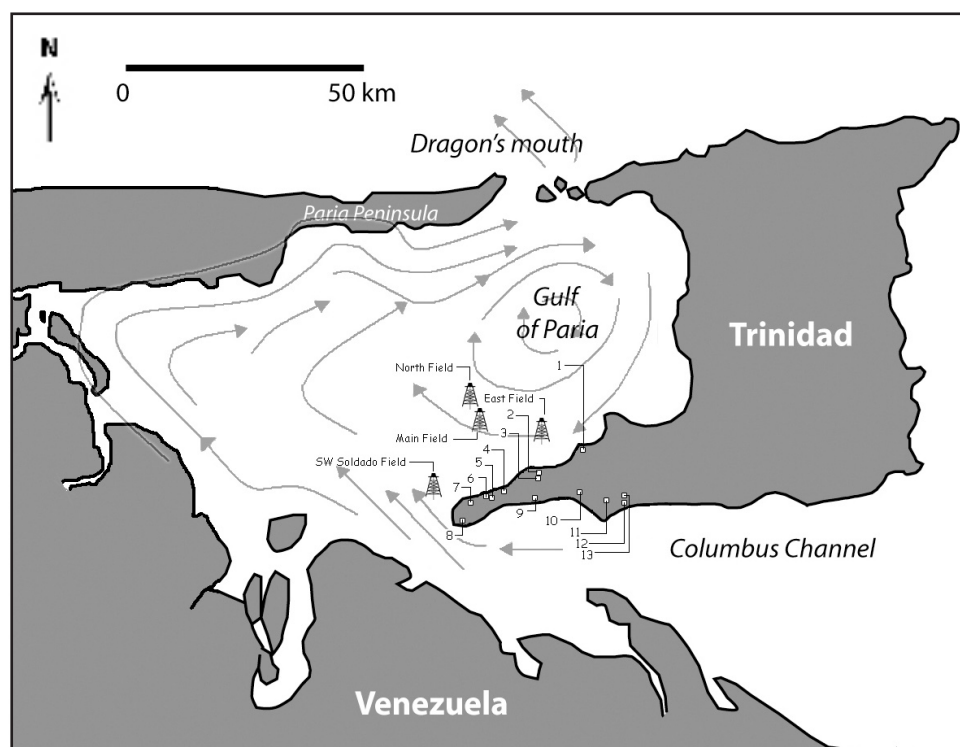 N
0
50 km
Dragon's mouth
Paria Peninsula
Gulf
of Paria
Trinidad
North Field
1
East Field
2
3
Main Field
4
5
SW Soldado Field
6
7
8
9
10
11
12
13
Columbus Channel
Venezuela